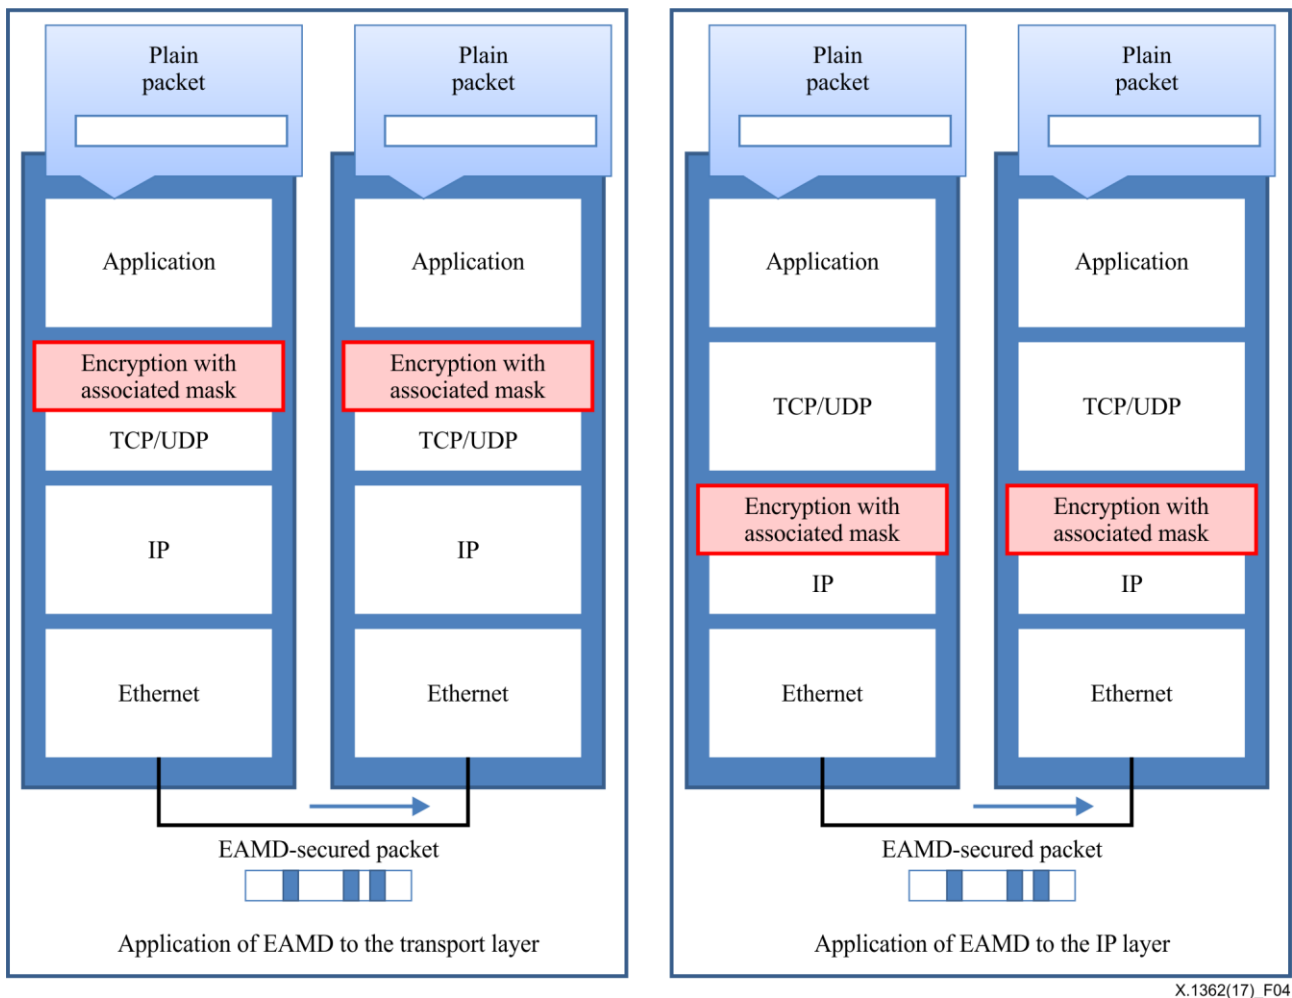 Plain
packet
Plain
packet
Application
Application
Encryption with
associated mask
Encryption with
associated mask
TCP/UDP
TCP/UDP
IP
IP
Ethernet
Ethernet
EAMD-secured packet
Application of EAMD to the transport layer
Plain
packet
Plain
packet
Application
Application
TCP/UDP
TCP/UDP
Encryption with
associated mask
Encryption with
associated mask
IP
IP
Ethernet
Ethernet
EAMD-secured packet
Application of EAMD to the IP layer
X.1362(17)_F04